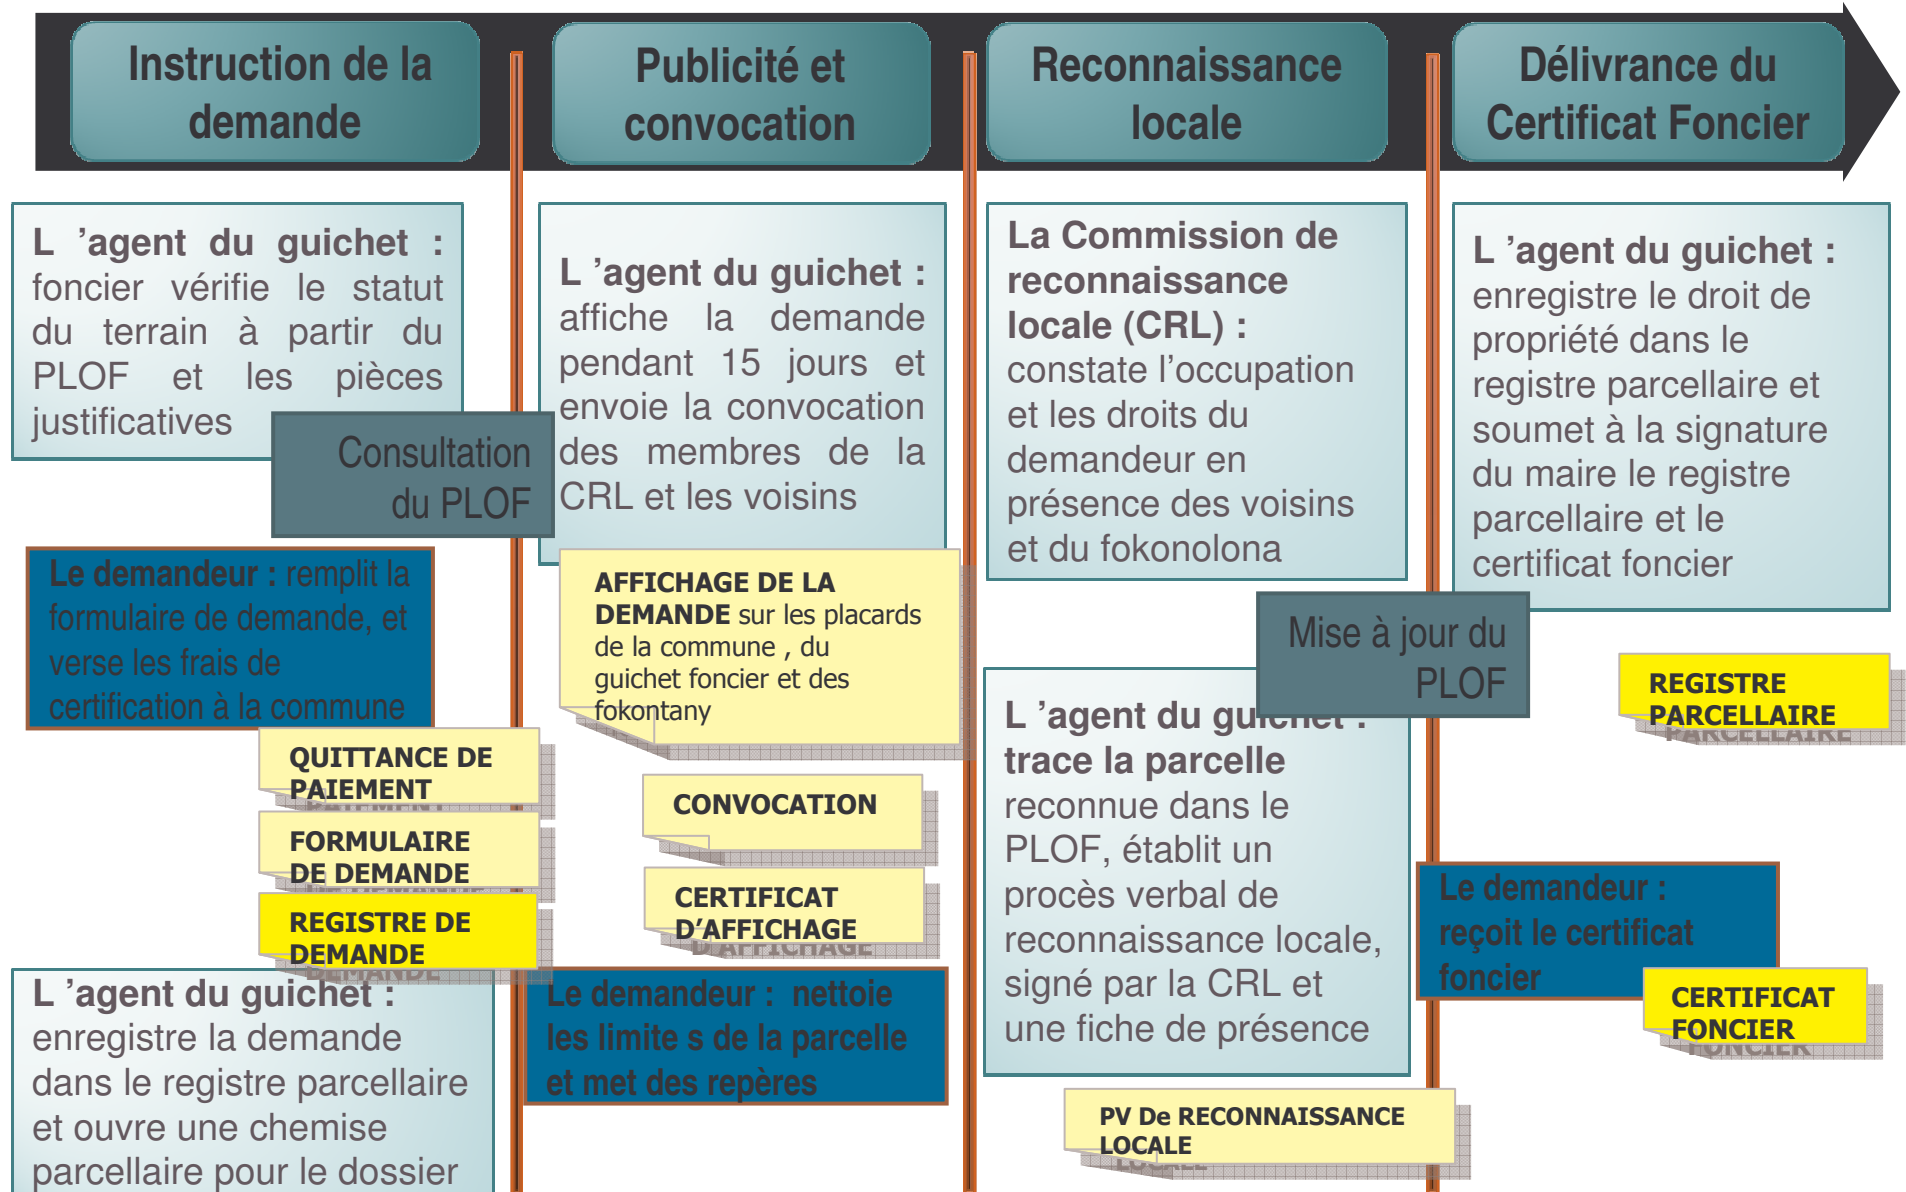 Instruction de la
demande
Publicité et
convocation
Reconnaissance
locale
Délivrance du
Certificat Foncier
L ’agent du guichet :
foncier vérifie le statut
du terrain à partir du
PLOF et les pièces
justificatives
Consultation
du PLOF
Le demandeur : remplit la
formulaire de demande, et
verse les frais de
certification à la commune
QUITTANCE DE
PAIEMENT
FORMULAIRE
DE DEMANDE
REGISTRE DE
DEMANDE
L ’agent du guichet :
enregistre la demande
dans le registre parcellaire
et ouvre une chemise
parcellaire pour le dossier
L ’agent du guichet :
affiche la demande
pendant 15 jours et
envoie la convocation
des membres de la
CRL et les voisins
AFFICHAGE DE LA
DEMANDE sur les placards
de la commune , du
guichet foncier et des
fokontany
CONVOCATION
CERTIFICAT
D’AFFICHAGE
Le demandeur : nettoie
les limite s de la parcelle
et met des repères
La Commission de
reconnaissance
locale (CRL) :
constate l’occupation
et les droits du
demandeur en
présence des voisins
et du fokonolona
Mise à jour du
PLOF
L ’agent du guichet :
trace la parcelle
reconnue dans le
PLOF, établit un
procès verbal de
reconnaissance locale,
signé par la CRL et
une fiche de présence
PV De RECONNAISSANCE
LOCALE
L ’agent du guichet :
enregistre le droit de
propriété dans le
registre parcellaire et
soumet à la signature
du maire le registre
parcellaire et le
certificat foncier
REGISTRE
PARCELLAIRE
Le demandeur :
reçoit le certificat
foncier
CERTIFICAT
FONCIER